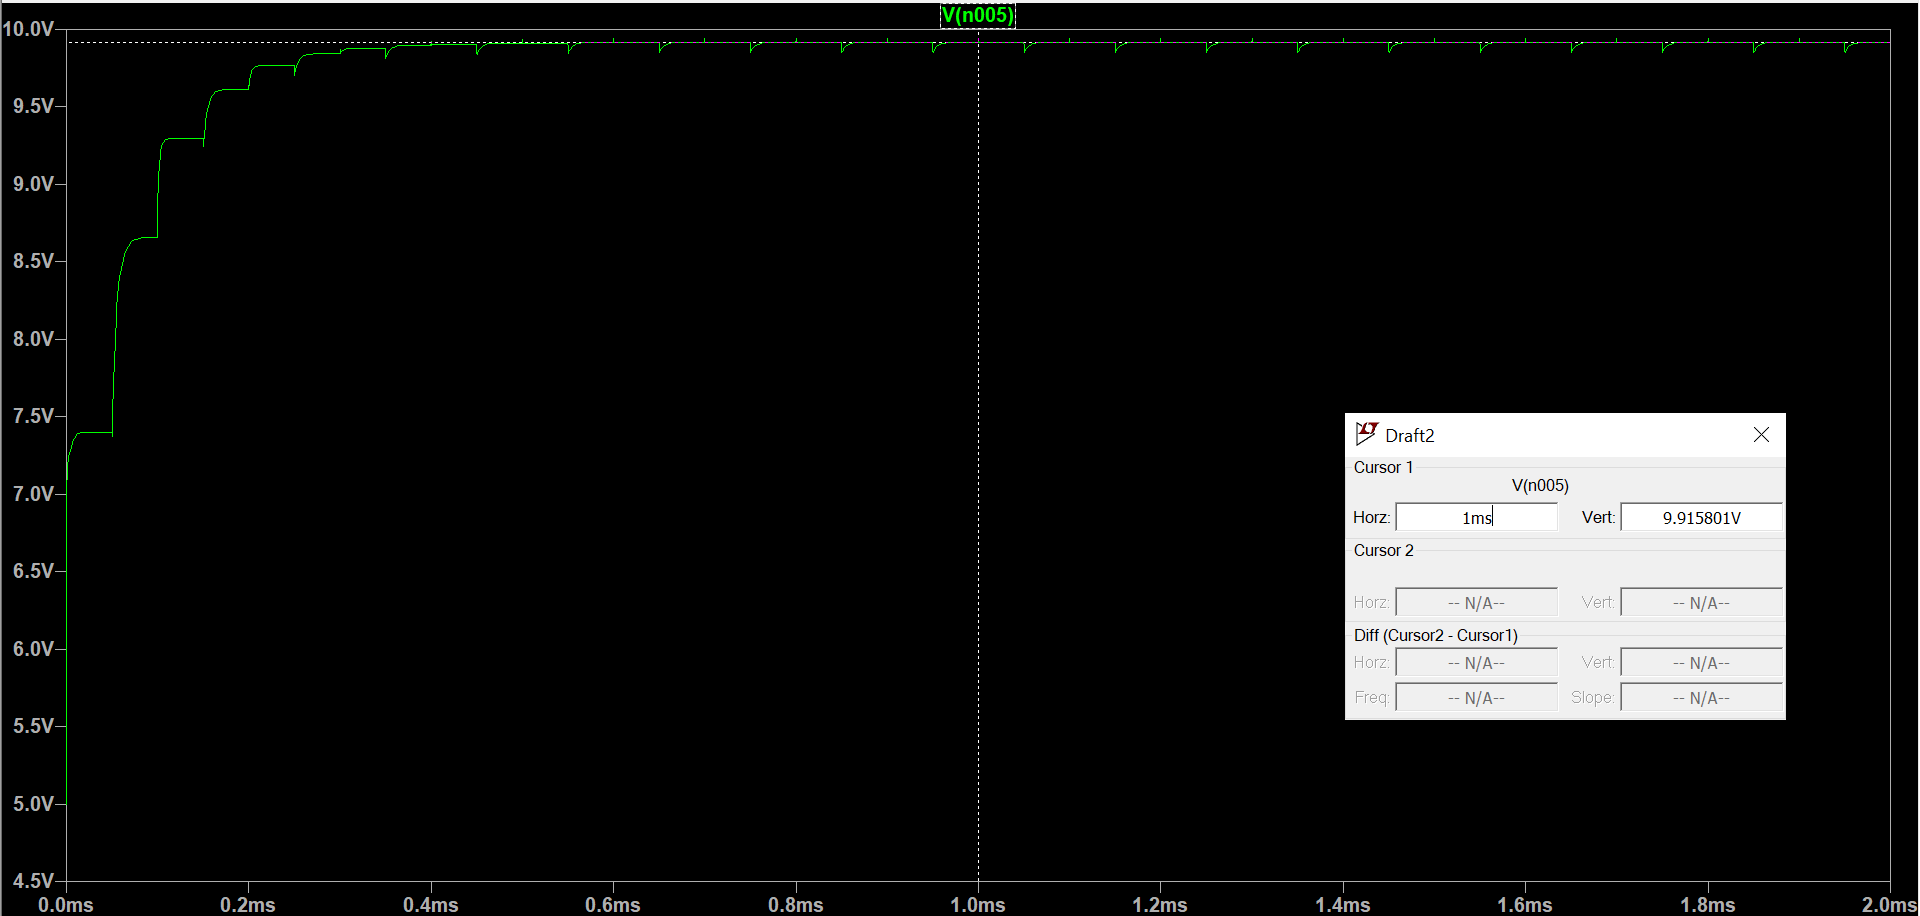 V(n005)
10.0V
9.5V
9.0V
8.5V
8.0V
7.5V
7.0V
6.5V
6.0V
5.5V
5.0V
4.5V
0.0ms 0.2ms 0.4ms 0.6ms 0.8ms 1.0ms 1.2ms 1.4ms 1.6ms 1.8ms 2.0ms
Draft2
Cursor 1
V(n005)
Horz: 1ms Vert: 9.915801V
Cursor 2
Horz: -- N/A-- Vert: -- N/A--
Diff (Cursor2 - Cursor1)
Horz: -- N/A-- Vert: -- N/A--
Freq: -- N/A-- Slope: -- N/A--